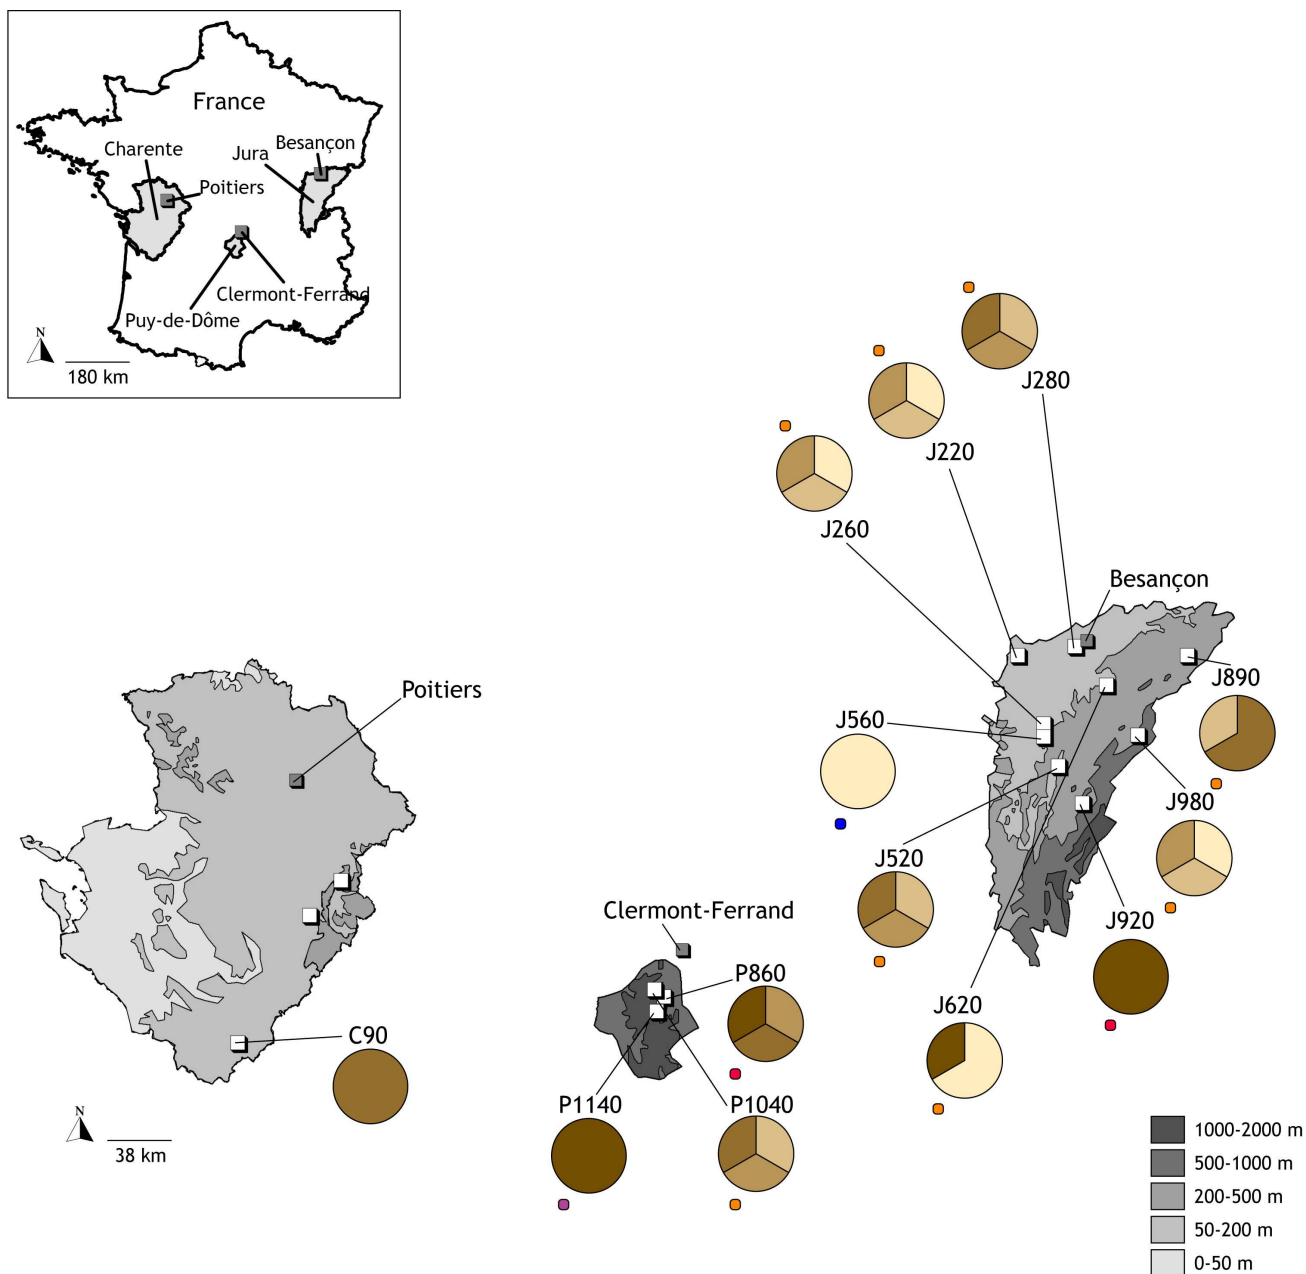 France
Charente
Jura
Besançon
Poitiers
Clermont-Ferrand
Puy-de-Dôme
N
180 km
J280
J220
J260
Besançon
J890
Poitiers
J560
J980
J520
Clermont-Ferrand
J920
P860
J620
C90
P1140
P1040
N
38 km
1000-2000 m
500-1000 m
200-500 m
50-200 m
0-50 m